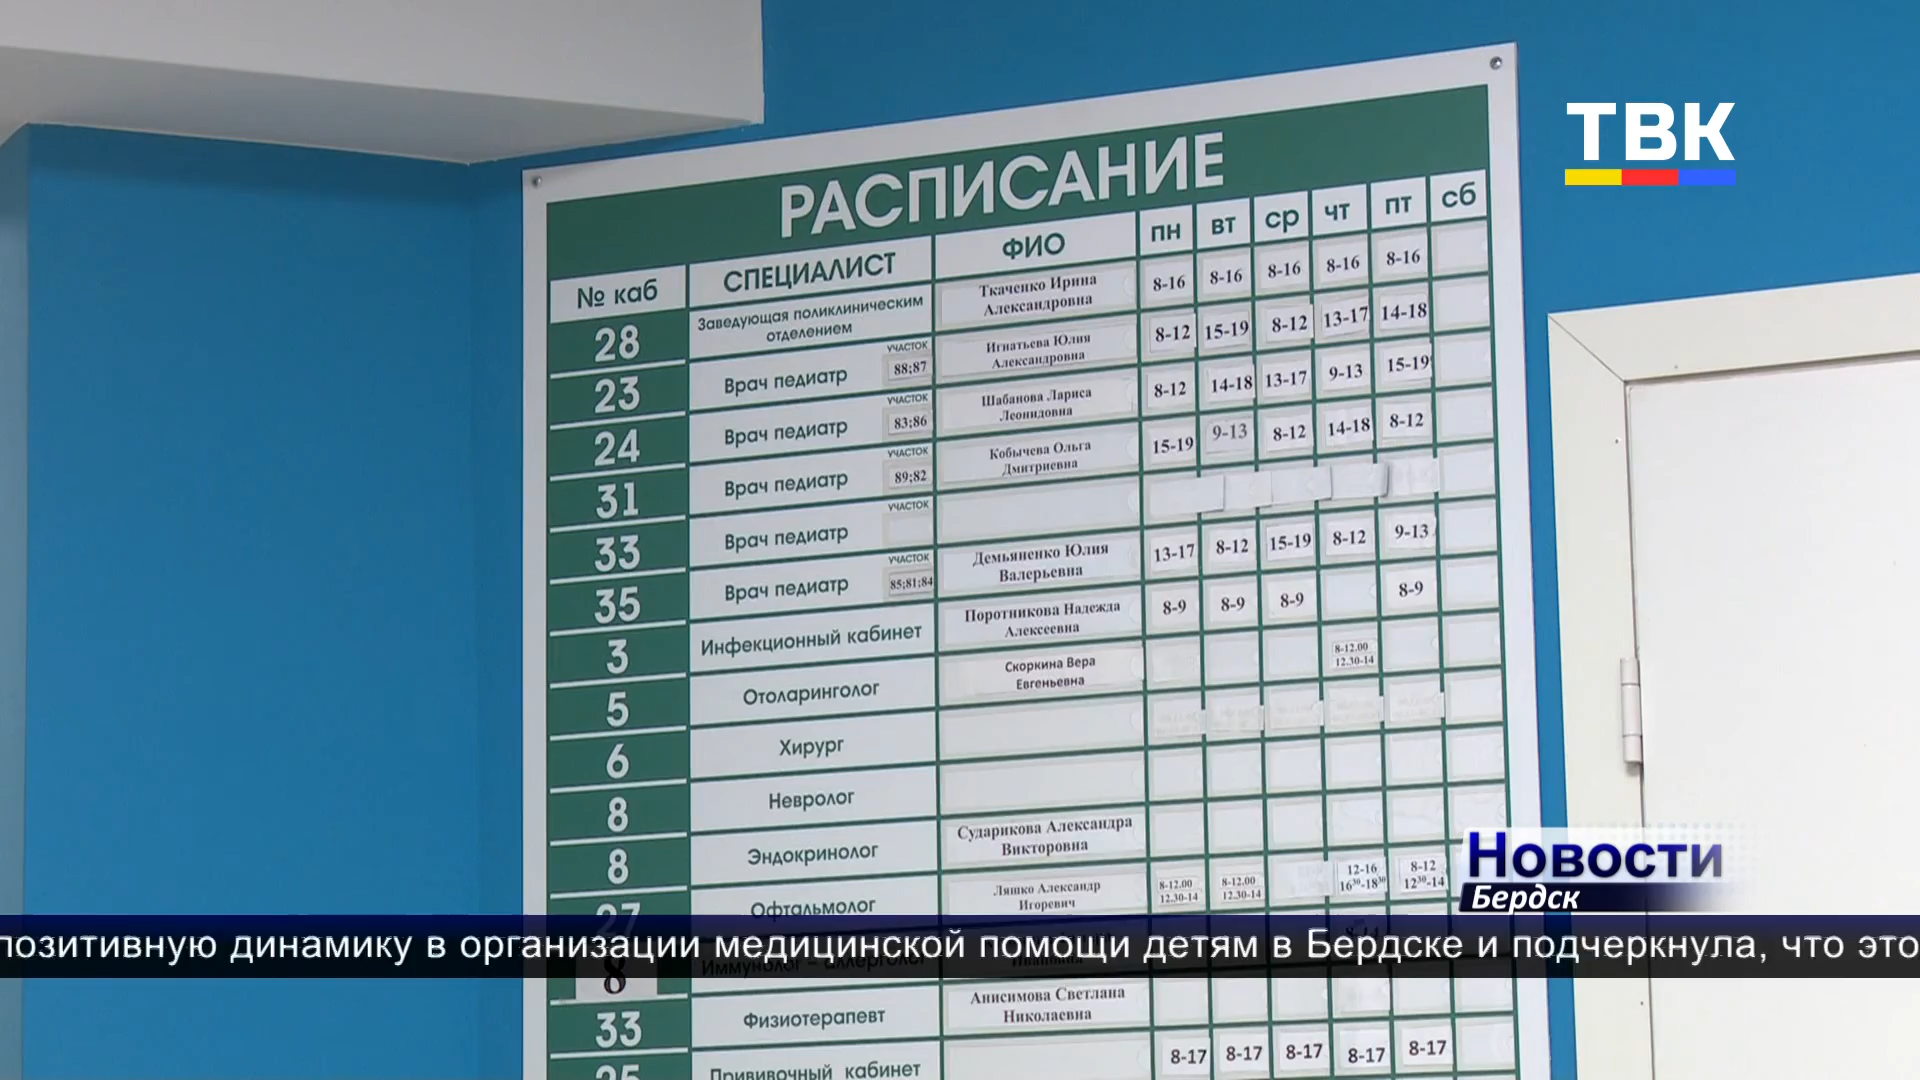 ТВК
РАСПИСАНИЕ
№ каб СПЕЦИАЛИСТ ФИО пн вт ср чт пт сб
28 Заведующая поликлиническим отделением Ткаченко Ирина Александровна 8-16 8-16 8-16 8-16 8-16
23 Врач педиатр УЧАСТОК 88;87 Игнатьева Юлия Александровна 8-12 15-19 8-12 13-17 14-18
24 Врач педиатр УЧАСТОК 83;86 Шабанова Лариса Леонидовна 8-12 14-18 13-17 9-13 15-19
31 Врач педиатр УЧАСТОК 89;82 Кобычева Ольга Дмитриевна 15-19 9-13 8-12 14-18 8-12
33 Врач педиатр УЧАСТОК
35 Врач педиатр УЧАСТОК 85;81;84 Демьяненко Юлия Валерьевна 13-17 8-12 15-19 8-12 9-13
3 Инфекционный кабинет Поротникова Надежда Алексеевна 8-9 8-9 8-9 8-9
5 Отоларинголог Скоркина Вера Евгеньевна 8-12.00 12.30-14
6 Хирург
8 Невролог
8 Эндокринолог Сударикова Александра Викторовна
27 Офтальмолог Ляшко Александр Игоревич 8-12.00 12.30-14 8-12.00 12.30-14 12-16 16³⁰-18³⁰ 8-12 12³⁰-14
8 Иммунолог – аллерголог
33 Физиотерапевт Анисимова Светлана Николаевна
Прививочный кабинет 8-17 8-17 8-17 8-17 8-17
Новости
Бердск
позитивную динамику в организации медицинской помощи детям в Бердске и подчеркнула, что это